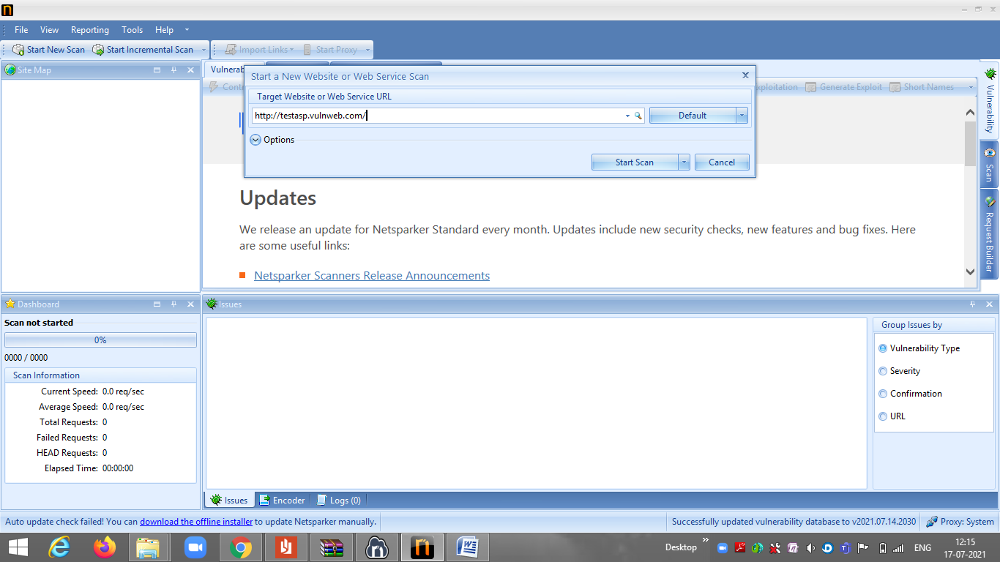 File View Reporting Tools Help
Start New Scan Start Incremental Scan Import Links Start Proxy
Site Map
Start a New Website or Web Service Scan
Target Website or Web Service URL
http://testasp.vulnweb.com/
Default
Options
Start Scan Cancel
Generate Exploit Short Names
Vulnerability
Scan
Request Builder
Updates
We release an update for Netsparker Standard every month. Updates include new security checks, new features and bug fixes. Here
are some useful links:
Netsparker Scanners Release Announcements
Dashboard
Scan not started
0%
0000 / 0000
Scan Information
Current Speed: 0.0 req/sec
Average Speed: 0.0 req/sec
Total Requests: 0
Failed Requests: 0
HEAD Requests: 0
Elapsed Time: 00:00:00
Issues
Group Issues by
Vulnerability Type
Severity
Confirmation
URL
Issues Encoder Logs (0)
Auto update check failed! You can download the offline installer to update Netsparker manually.
Successfully updated vulnerability database to v2021.07.14.2030 Proxy: System
Desktop
ENG
12:15
17-07-2021